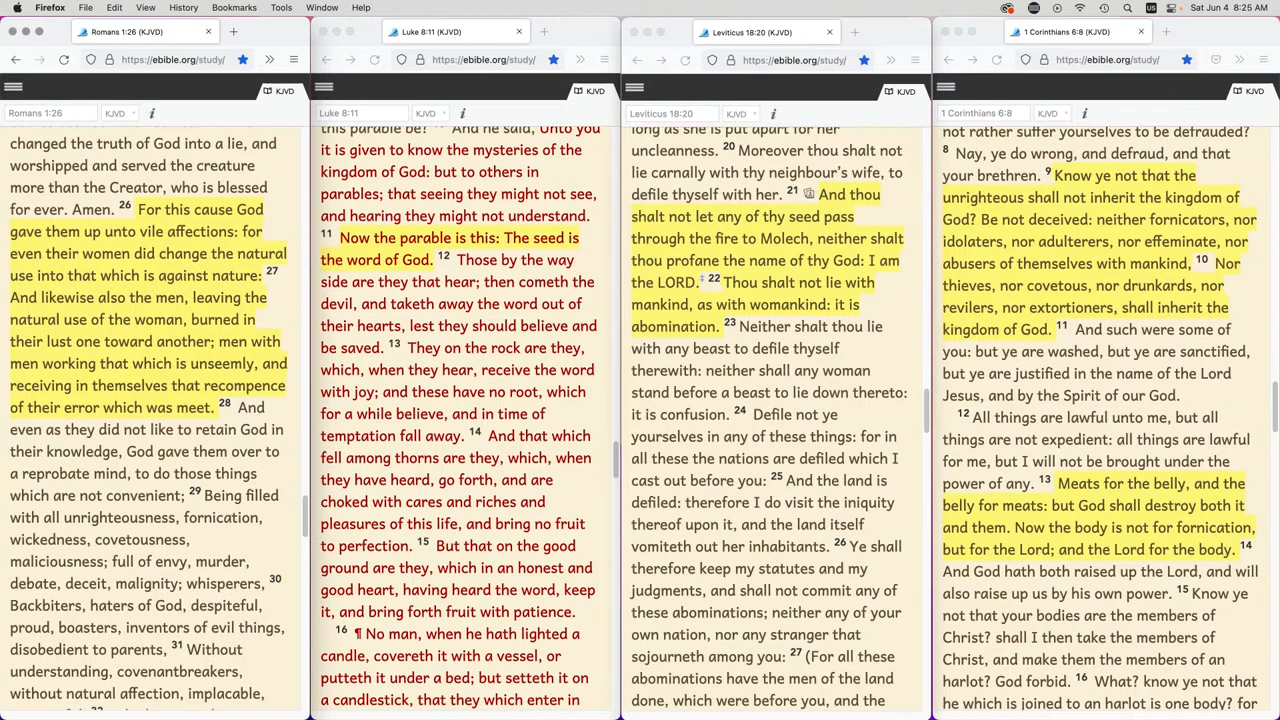 Firefox File Edit View History Bookmarks Tools Window Help
Sat Jun 4 8:25 AM
Romans 1:26 (KJVD)
https://ebible.org/study/
KJVD
Romans 1:26 KJVD i
changed the truth of God into a lie, and
worshipped and served the creature
more than the Creator, who is blessed
for ever. Amen. 26 For this cause God
gave them up unto vile affections: for
even their women did change the natural
use into that which is against nature: 27
And likewise also the men, leaving the
natural use of the woman, burned in
their lust one toward another; men with
men working that which is unseemly, and
receiving in themselves that recompence
of their error which was meet. 28 And
even as they did not like to retain God in
their knowledge, God gave them over to
a reprobate mind, to do those things
which are not convenient; 29 Being filled
with all unrighteousness, fornication,
wickedness, covetousness,
maliciousness; full of envy, murder,
debate, deceit, malignity; whisperers, 30
Backbiters, haters of God, despiteful,
proud, boasters, inventors of evil things,
disobedient to parents, 31 Without
understanding, covenantbreakers,
without natural affection, implacable,
Luke 8:11 (KJVD)
https://ebible.org/study/
KJVD
Luke 8:11 KJVD i
this parable be? And he said, Unto you
it is given to know the mysteries of the
kingdom of God: but to others in
parables; that seeing they might not see,
and hearing they might not understand.
11 Now the parable is this: The seed is
the word of God. 12 Those by the way
side are they that hear; then cometh the
devil, and taketh away the word out of
their hearts, lest they should believe and
be saved. 13 They on the rock are they,
which, when they hear, receive the word
with joy; and these have no root, which
for a while believe, and in time of
temptation fall away. 14 And that which
fell among thorns are they, which, when
they have heard, go forth, and are
choked with cares and riches and
pleasures of this life, and bring no fruit
to perfection. 15 But that on the good
ground are they, which in an honest and
good heart, having heard the word, keep
it, and bring forth fruit with patience.
16 ¶ No man, when he hath lighted a
candle, covereth it with a vessel, or
putteth it under a bed; but setteth it on
a candlestick, that they which enter in
Leviticus 18:20 (KJVD)
https://ebible.org/study/
KJVD
Leviticus 18:20 KJVD i
long as she is put apart for her
uncleanness. 20 Moreover thou shalt not
lie carnally with thy neighbour's wife, to
defile thyself with her. 21 And thou
shalt not let any of thy seed pass
through the fire to Molech, neither shalt
thou profane the name of thy God: I am
the LORD.‡ 22 Thou shalt not lie with
mankind, as with womankind: it is
abomination. 23 Neither shalt thou lie
with any beast to defile thyself
therewith: neither shall any woman
stand before a beast to lie down thereto:
it is confusion. 24 Defile not ye
yourselves in any of these things: for in
all these the nations are defiled which I
cast out before you: 25 And the land is
defiled: therefore I do visit the iniquity
thereof upon it, and the land itself
vomiteth out her inhabitants. 26 Ye shall
therefore keep my statutes and my
judgments, and shall not commit any of
these abominations; neither any of your
own nation, nor any stranger that
sojourneth among you: 27 (For all these
abominations have the men of the land
done, which were before you, and the
1 Corinthians 6:8 (KJVD)
https://ebible.org/study/
KJVD
1 Corinthians 6:8 KJVD i
not rather suffer yourselves to be defrauded?
8 Nay, ye do wrong, and defraud, and that
your brethren. 9 Know ye not that the
unrighteous shall not inherit the kingdom of
God? Be not deceived: neither fornicators, nor
idolaters, nor adulterers, nor effeminate, nor
abusers of themselves with mankind, 10 Nor
thieves, nor covetous, nor drunkards, nor
revilers, nor extortioners, shall inherit the
kingdom of God. 11 And such were some of
you: but ye are washed, but ye are sanctified,
but ye are justified in the name of the Lord
Jesus, and by the Spirit of our God.
12 All things are lawful unto me, but all
things are not expedient: all things are lawful
for me, but I will not be brought under the
power of any. 13 Meats for the belly, and the
belly for meats: but God shall destroy both it
and them. Now the body is not for fornication,
but for the Lord; and the Lord for the body. 14
And God hath both raised up the Lord, and will
also raise up us by his own power. 15 Know ye
not that your bodies are the members of
Christ? shall I then take the members of
Christ, and make them the members of an
harlot? God forbid. 16 What? know ye not that
he which is joined to an harlot is one body? for